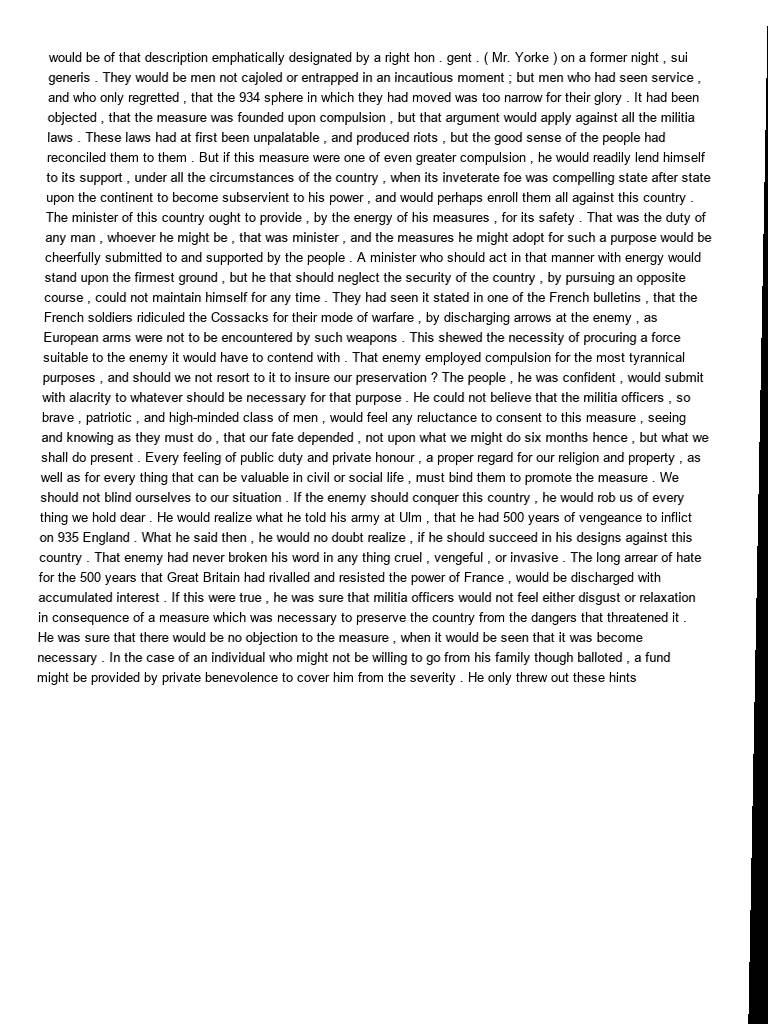 would be of that description emphatically designated by a right hon . gent . ( Mr. Yorke ) on a former night , sui
generis . They would be men not cajoled or entrapped in an incautious moment ; but men who had seen service ,
and who only regretted , that the 934 sphere in which they had moved was too narrow for their glory . It had been
objected , that the measure was founded upon compulsion , but that argument would apply against all the militia
laws . These laws had at first been unpalatable , and produced riots , but the good sense of the people had
reconciled them to them . But if this measure were one of even greater compulsion , he would readily lend himself
to its support , under all the circumstances of the country , when its inveterate foe was compelling state after state
upon the continent to become subservient to his power , and would perhaps enroll them all against this country .
The minister of this country ought to provide , by the energy of his measures , for its safety . That was the duty of
any man , whoever he might be , that was minister , and the measures he might adopt for such a purpose would be
cheerfully submitted to and supported by the people . A minister who should act in that manner with energy would
stand upon the firmest ground , but he that should neglect the security of the country , by pursuing an opposite
course , could not maintain himself for any time . They had seen it stated in one of the French bulletins , that the
French soldiers ridiculed the Cossacks for their mode of warfare , by discharging arrows at the enemy , as
European arms were not to be encountered by such weapons . This shewed the necessity of procuring a force
suitable to the enemy it would have to contend with . That enemy employed compulsion for the most tyrannical
purposes , and should we not resort to it to insure our preservation ? The people , he was confident , would submit
with alacrity to whatever should be necessary for that purpose . He could not believe that the militia officers , so
brave , patriotic , and high-minded class of men , would feel any reluctance to consent to this measure , seeing
and knowing as they must do , that our fate depended , not upon what we might do six months hence , but what we
shall do present . Every feeling of public duty and private honour , a proper regard for our religion and property , as
well as for every thing that can be valuable in civil or social life , must bind them to promote the measure . We
should not blind ourselves to our situation . If the enemy should conquer this country , he would rob us of every
thing we hold dear . He would realize what he told his army at Ulm , that he had 500 years of vengeance to inflict
on 935 England . What he said then , he would no doubt realize , if he should succeed in his designs against this
country . That enemy had never broken his word in any thing cruel , vengeful , or invasive . The long arrear of hate
for the 500 years that Great Britain had rivalled and resisted the power of France , would be discharged with
accumulated interest . If this were true , he was sure that militia officers would not feel either disgust or relaxation
in consequence of a measure which was necessary to preserve the country from the dangers that threatened it .
He was sure that there would be no objection to the measure , when it would be seen that it was become
necessary . In the case of an individual who might not be willing to go from his family though balloted , a fund
might be provided by private benevolence to cover him from the severity . He only threw out these hints